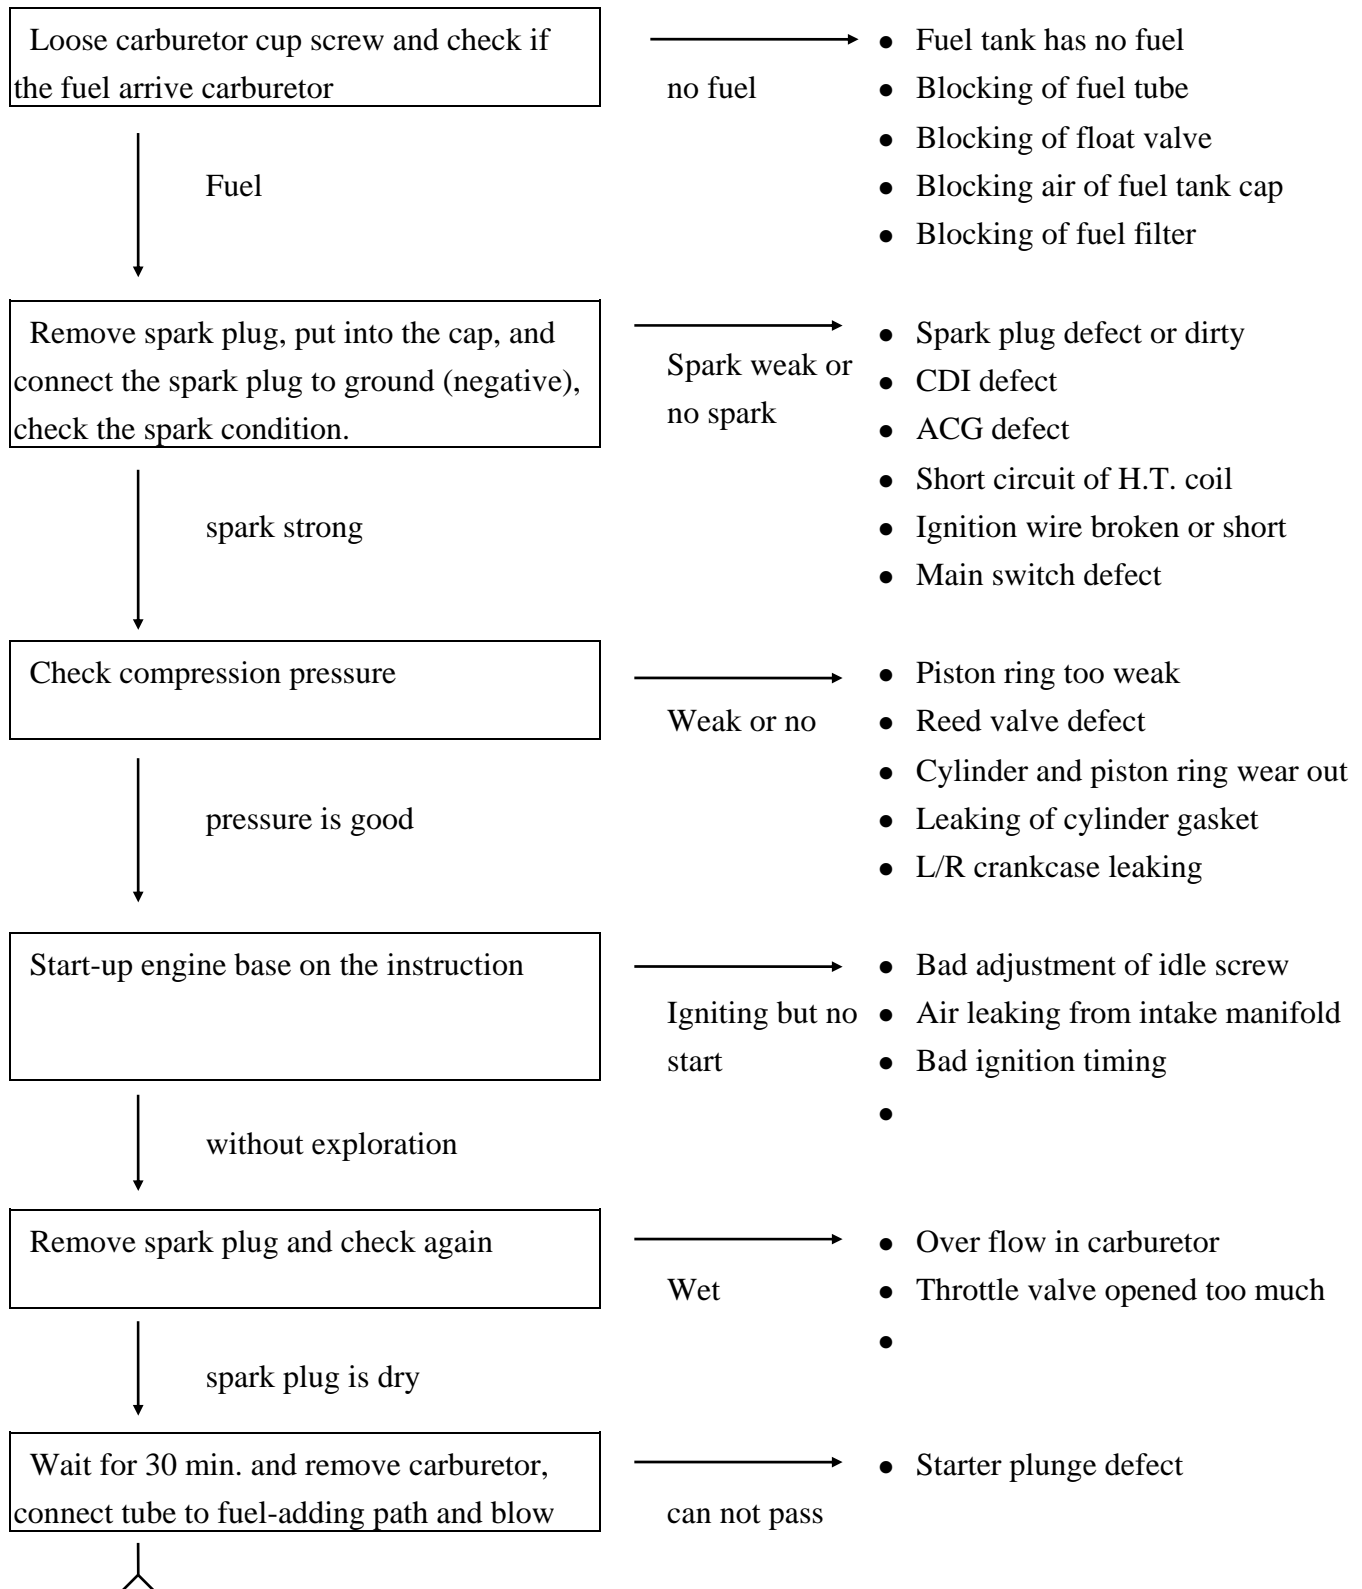 Loose carburetor cup screw and check if
the fuel arrive carburetor
no fuel
● Fuel tank has no fuel
● Blocking of fuel tube
● Blocking of float valve
● Blocking air of fuel tank cap
● Blocking of fuel filter
Fuel
Remove spark plug, put into the cap, and
connect the spark plug to ground (negative),
check the spark condition.
Spark weak or
no spark
● Spark plug defect or dirty
● CDI defect
● ACG defect
● Short circuit of H.T. coil
● Ignition wire broken or short
● Main switch defect
spark strong
Check compression pressure
Weak or no
● Piston ring too weak
● Reed valve defect
● Cylinder and piston ring wear out
● Leaking of cylinder gasket
● L/R crankcase leaking
pressure is good
Start-up engine base on the instruction
Igniting but no
start
● Bad adjustment of idle screw
● Air leaking from intake manifold
● Bad ignition timing
●
without exploration
Remove spark plug and check again
Wet
● Over flow in carburetor
● Throttle valve opened too much
●
spark plug is dry
Wait for 30 min. and remove carburetor,
connect tube to fuel-adding path and blow
can not pass
● Starter plunge defect